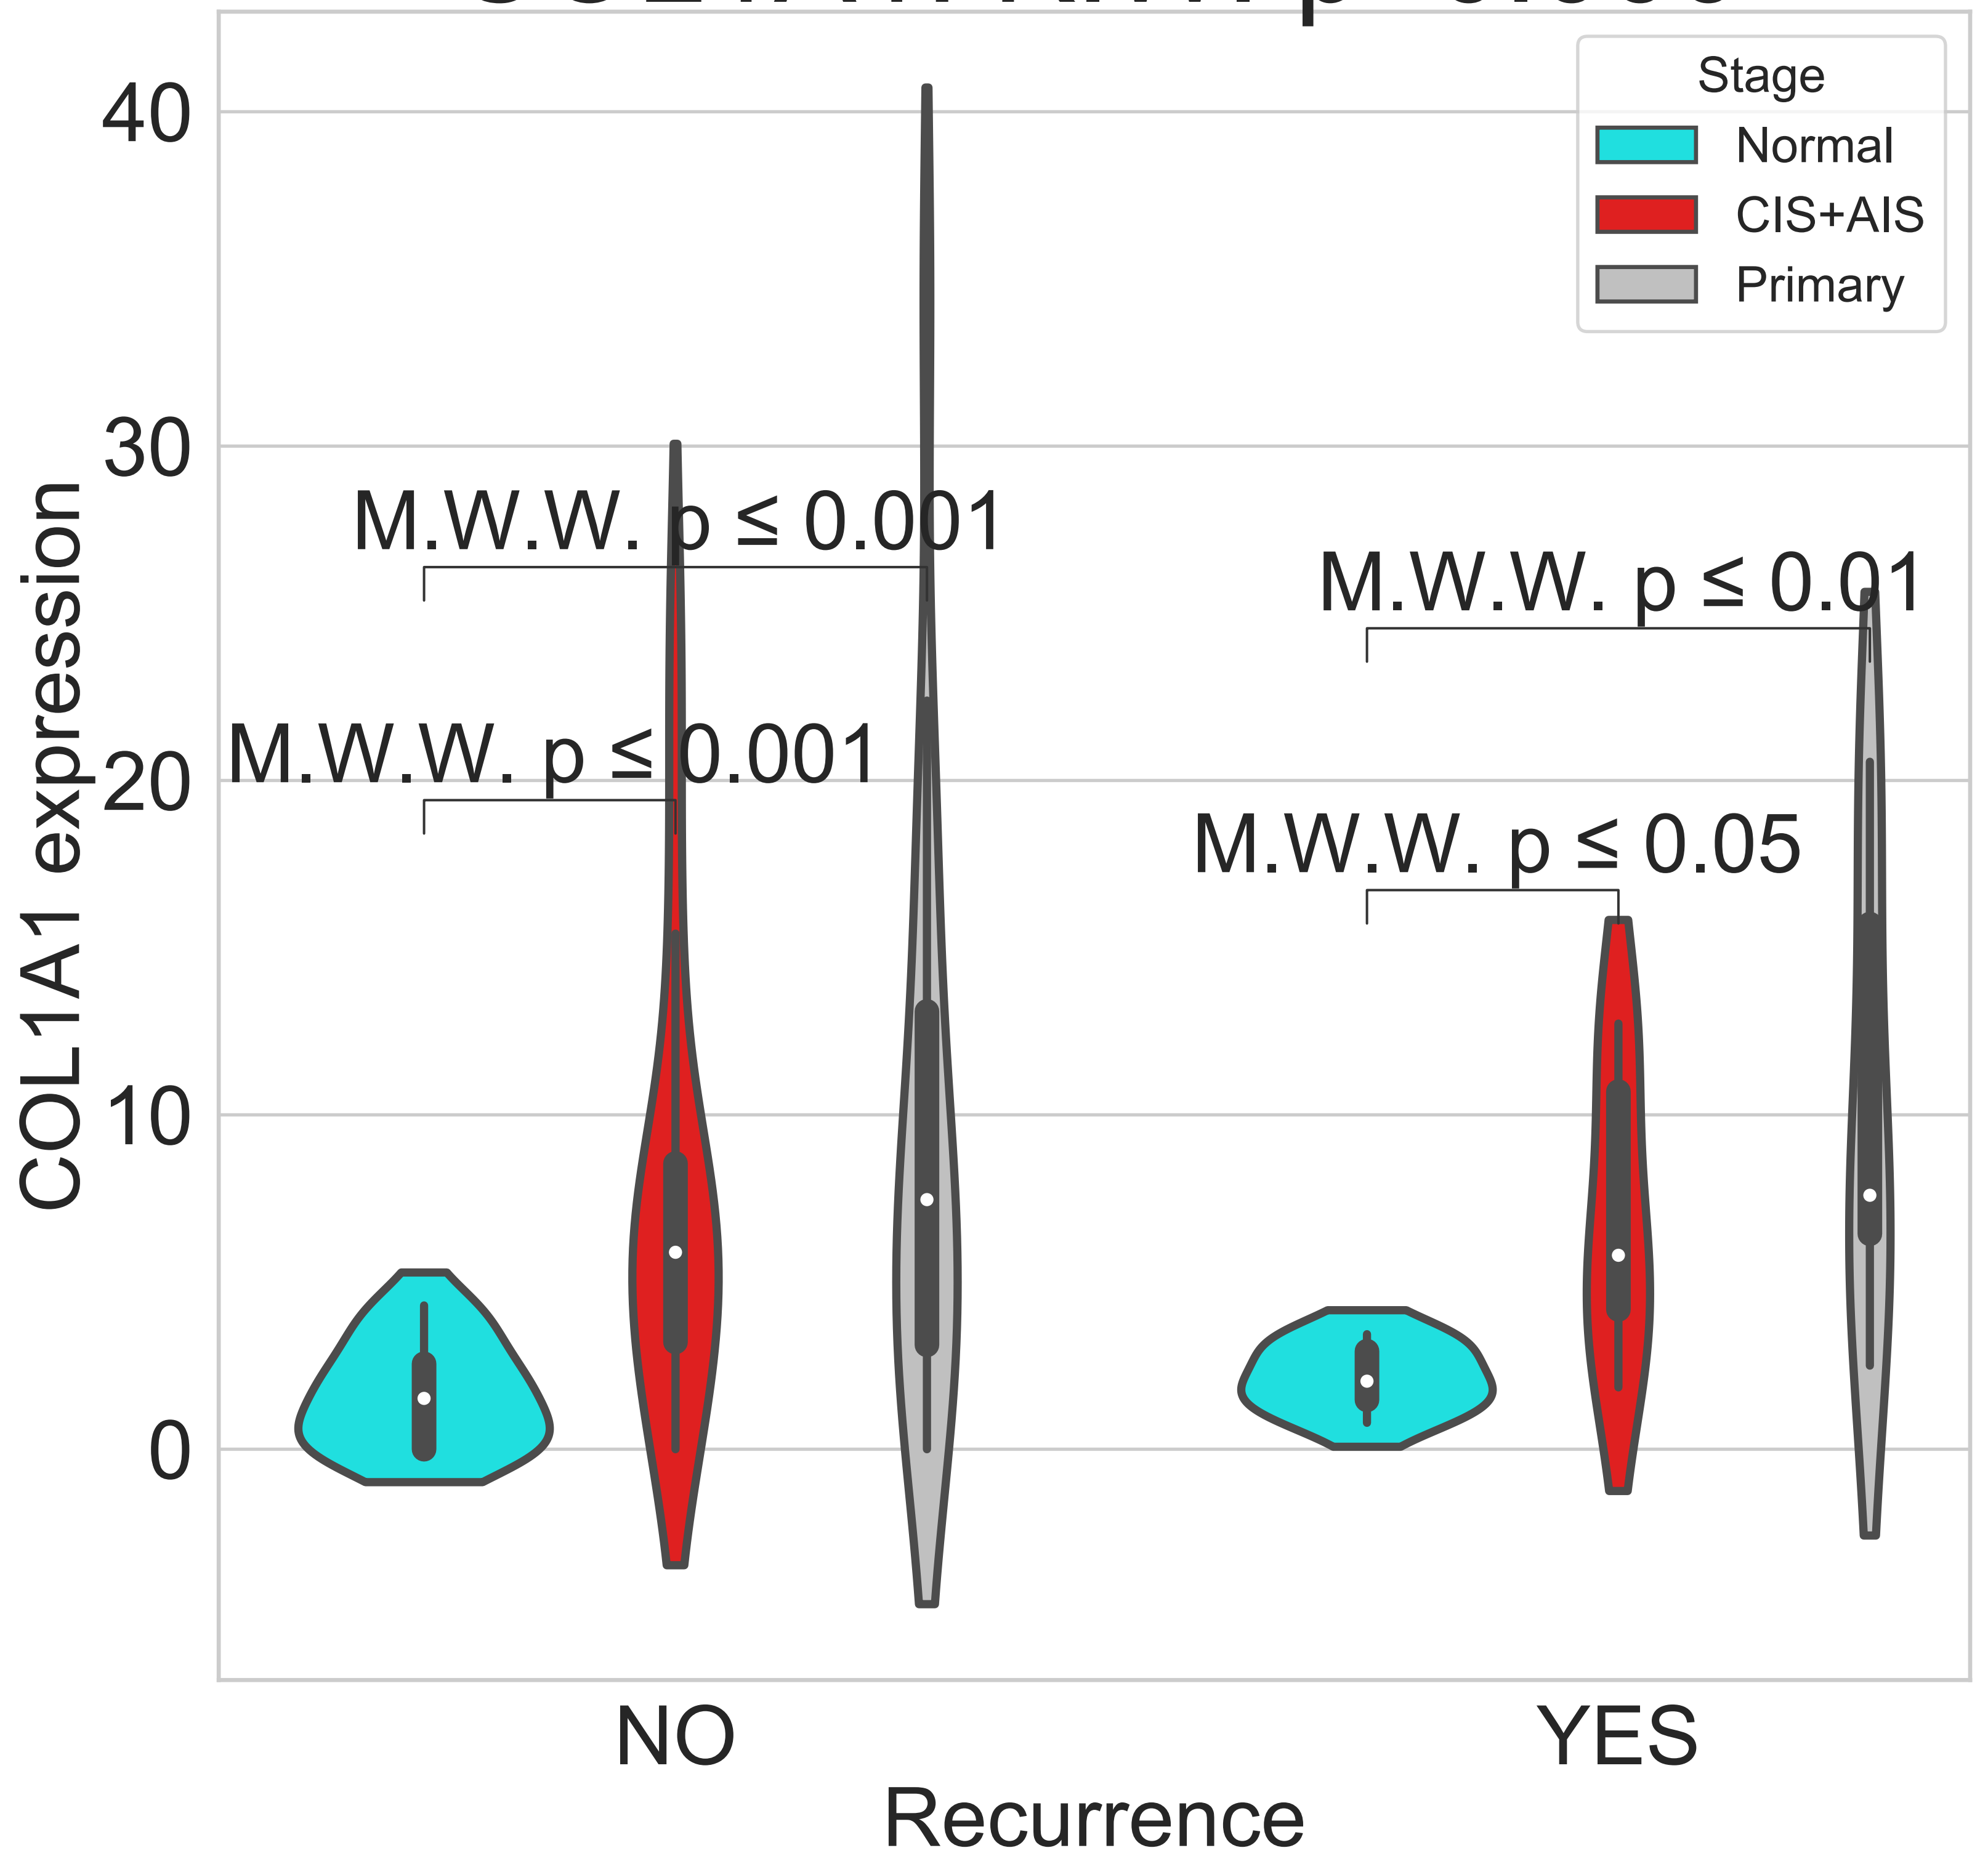 Stage
Normal
CIS+AIS
Primary
40
30
20
10
0
COL1A1 expression
M.W.W. p ≤ 0.001
M.W.W. p ≤ 0.01
M.W.W. p ≤ 0.001
M.W.W. p ≤ 0.05
NO
YES
Recurrence